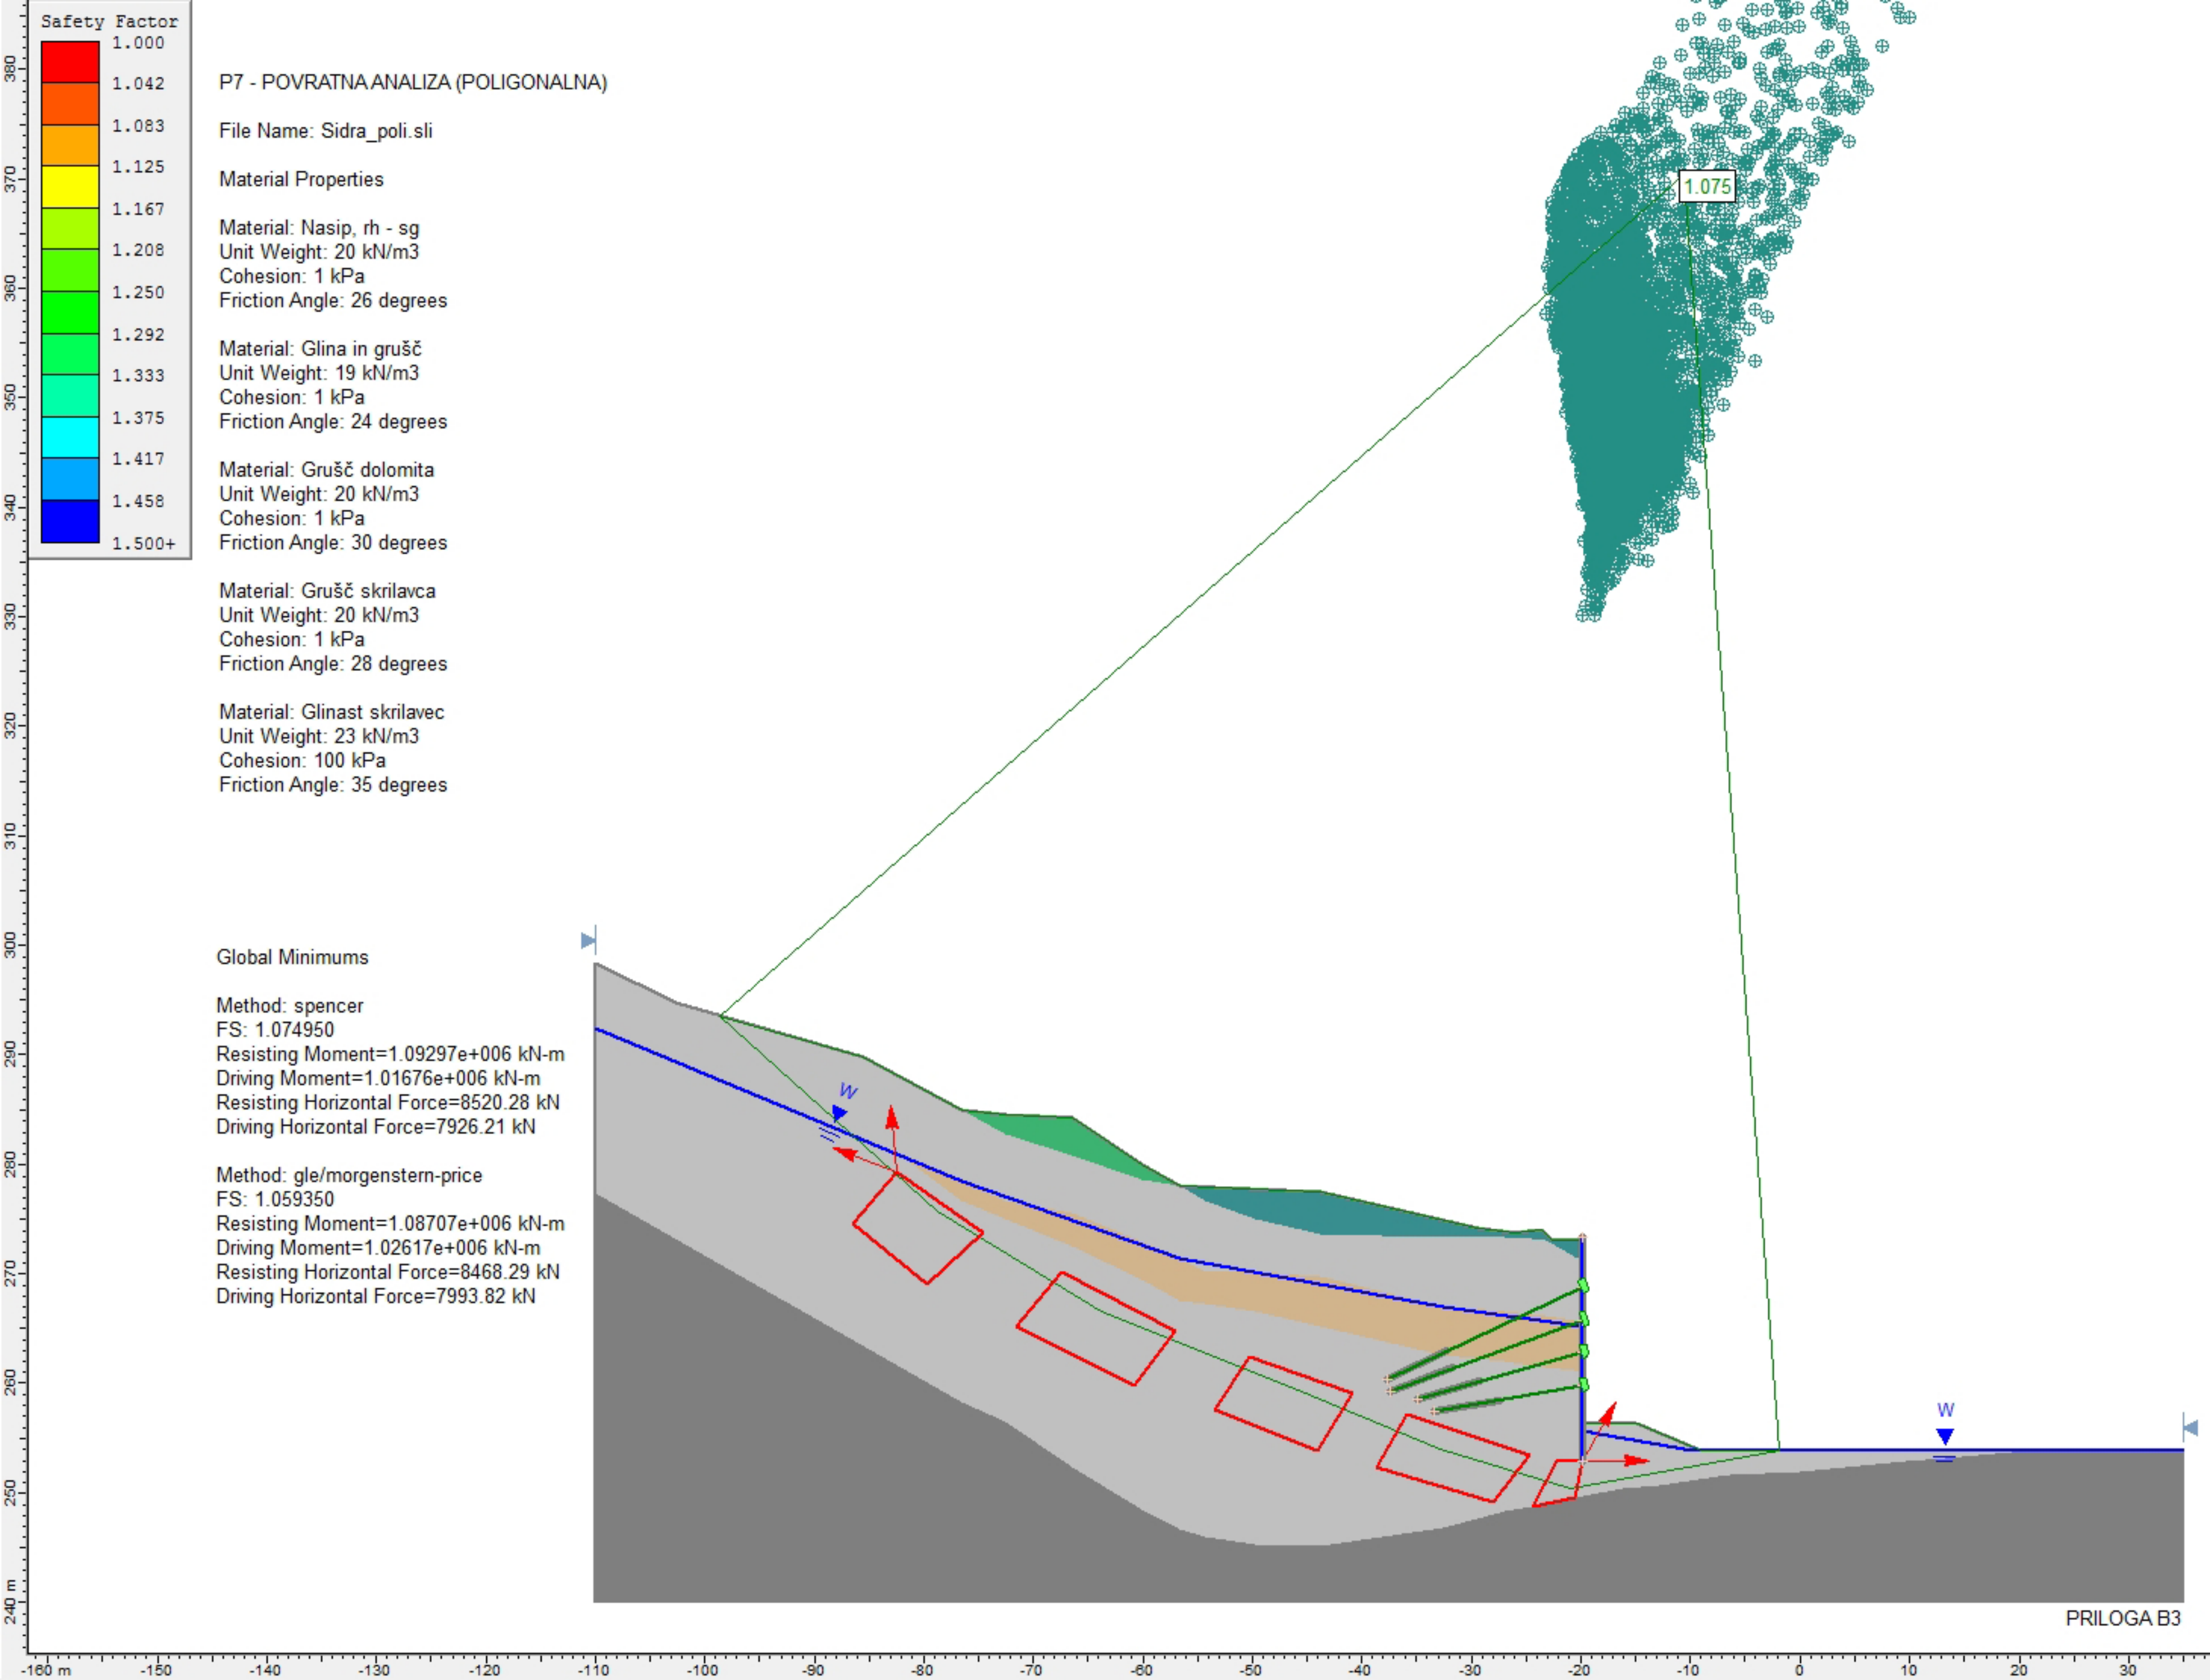 Safety Factor
1.000
1.042
1.083
1.125
1.167
1.208
1.250
1.292
1.333
1.375
1.417
1.458
1.500+
P7 - POVRATNA ANALIZA (POLIGONALNA)
File Name: Sidra_poli.sli
Material Properties
Material: Nasip, rh - sg
Unit Weight: 20 kN/m3
Cohesion: 1 kPa
Friction Angle: 26 degrees
Material: Glina in grušč
Unit Weight: 19 kN/m3
Cohesion: 1 kPa
Friction Angle: 24 degrees
Material: Grušč dolomita
Unit Weight: 20 kN/m3
Cohesion: 1 kPa
Friction Angle: 30 degrees
Material: Grušč skrilavca
Unit Weight: 20 kN/m3
Cohesion: 1 kPa
Friction Angle: 28 degrees
Material: Glinast skrilavec
Unit Weight: 23 kN/m3
Cohesion: 100 kPa
Friction Angle: 35 degrees
Global Minimums
Method: spencer
FS: 1.074950
Resisting Moment=1.09297e+006 kN-m
Driving Moment=1.01676e+006 kN-m
Resisting Horizontal Force=8520.28 kN
Driving Horizontal Force=7926.21 kN
Method: gle/morgenstern-price
FS: 1.059350
Resisting Moment=1.08707e+006 kN-m
Driving Moment=1.02617e+006 kN-m
Resisting Horizontal Force=8468.29 kN
Driving Horizontal Force=7993.82 kN
1.075
W
W
PRILOGA B3
380
370
360
350
340
330
320
310
300
290
280
270
260
250
240 m
-160 m -150 -140 -130 -120 -110 -100 -90 -80 -70 -60 -50 -40 -30 -20 -10 0 10 20 30